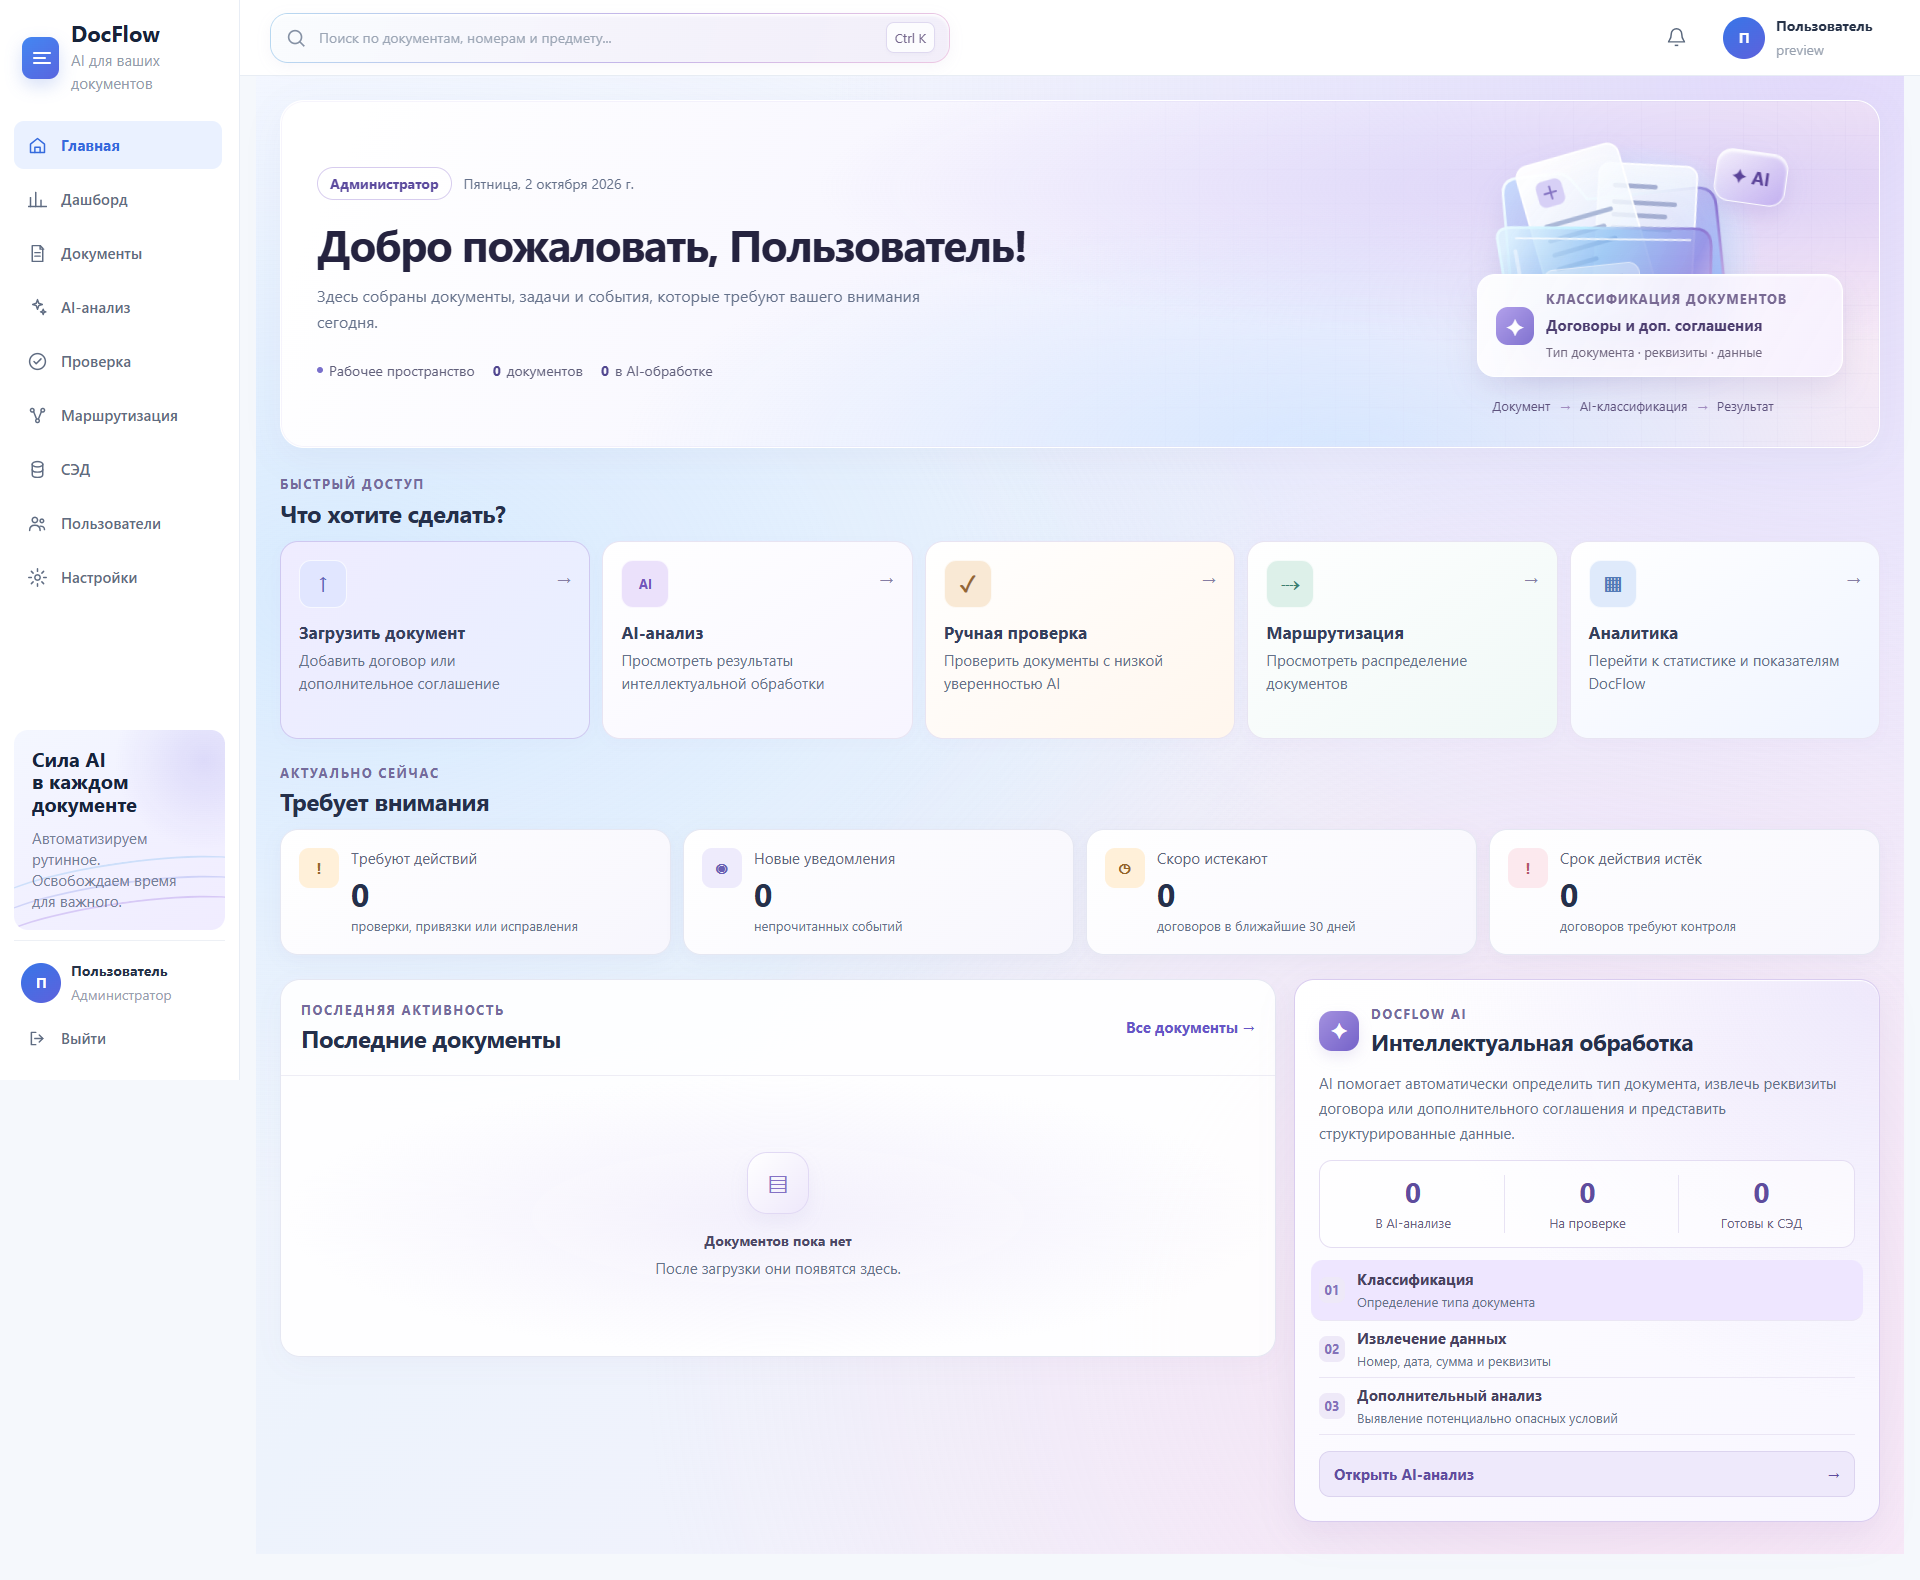 DocFlow
AI для ваших
документов
Поиск по документам, номерам и предмету...
Ctrl K
П
Пользователь
preview
Главная
Дашборд
Документы
AI-анализ
Проверка
Маршрутизация
СЭД
Пользователи
Настройки
Сила AI
в каждом
документе
Автоматизируем
рутинное.
Освобождаем время
для важного.
П
Пользователь
Администратор
Выйти
Администратор
Пятница, 2 октября 2026 г.
Добро пожаловать, Пользователь!
Здесь собраны документы, задачи и события, которые требуют вашего внимания
сегодня.
Рабочее пространство 0 документов 0 в AI-обработке
✦ AI
КЛАССИФИКАЦИЯ ДОКУМЕНТОВ
Договоры и доп. соглашения
Тип документа · реквизиты · данные
Документ → AI-классификация → Результат
БЫСТРЫЙ ДОСТУП
Что хотите сделать?
↑ →
Загрузить документ
Добавить договор или
дополнительное соглашение
AI →
AI-анализ
Просмотреть результаты
интеллектуальной обработки
✓ →
Ручная проверка
Проверить документы с низкой
уверенностью AI
⇢ →
Маршрутизация
Просмотреть распределение
документов
▦ →
Аналитика
Перейти к статистике и показателям
DocFlow
АКТУАЛЬНО СЕЙЧАС
Требует внимания
!
Требуют действий
0
проверки, привязки или исправления
◉
Новые уведомления
0
непрочитанных событий
◷
Скоро истекают
0
договоров в ближайшие 30 дней
!
Срок действия истёк
0
договоров требуют контроля
ПОСЛЕДНЯЯ АКТИВНОСТЬ
Последние документы
Все документы →
▤
Документов пока нет
После загрузки они появятся здесь.
✦
DOCFLOW AI
Интеллектуальная обработка
AI помогает автоматически определить тип документа, извлечь реквизиты
договора или дополнительного соглашения и представить
структурированные данные.
0
В AI-анализе
0
На проверке
0
Готовы к СЭД
01
Классификация
Определение типа документа
02
Извлечение данных
Номер, дата, сумма и реквизиты
03
Дополнительный анализ
Выявление потенциально опасных условий
Открыть AI-анализ →